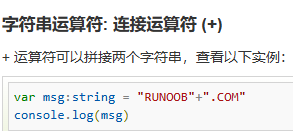 字符串运算符: 连接运算符 (+)
+ 运算符可以拼接两个字符串，查看以下实例:
var msg:string = "RUNOOB"+".COM"
console.log(msg)